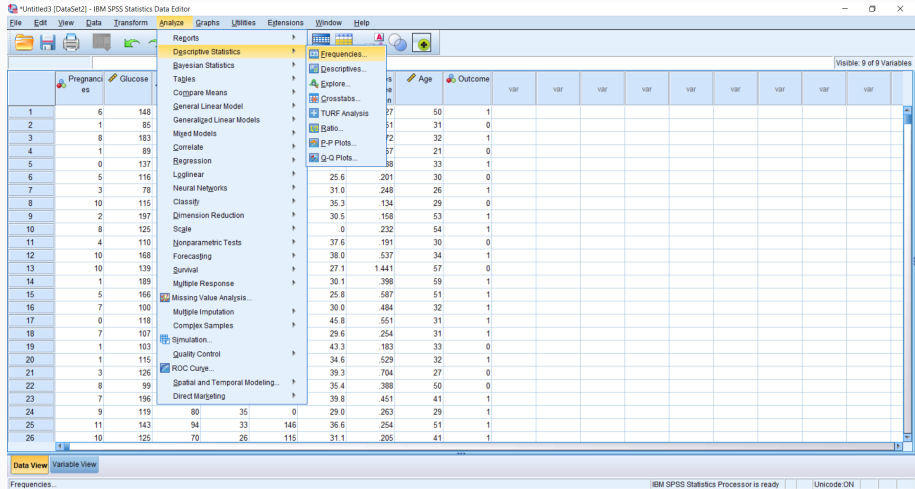 *Untitled3 [DataSet2] - IBM SPSS Statistics Data Editor
File Edit View Data Transform Analyze Graphs Utilities Extensions Window Help
Visible: 9 of 9 Variables
Reports
Descriptive Statistics
Bayesian Statistics
Tables
Compare Means
General Linear Model
Generalized Linear Models
Mixed Models
Correlate
Regression
Loglinear
Neural Networks
Classify
Dimension Reduction
Scale
Nonparametric Tests
Forecasting
Survival
Multiple Response
Missing Value Analysis...
Multiple Imputation
Complex Samples
Simulation...
Quality Control
ROC Curve...
Spatial and Temporal Modeling...
Direct Marketing
Frequencies...
Descriptives...
Explore...
Crosstabs...
TURF Analysis
Ratio...
P-P Plots...
Q-Q Plots...
Pregnanci Glucose Age Outcome var var var var var var var var
es
1 6 148 27 50 1
2 1 85 51 31 0
3 8 183 72 32 1
4 1 89 67 21 0
5 0 137 88 33 1
6 5 116 25.6 .201 30 0
7 3 78 31.0 .248 26 1
8 10 115 35.3 .134 29 0
9 2 197 30.5 .158 53 1
10 8 125 .0 .232 54 1
11 4 110 37.6 .191 30 0
12 10 168 38.0 .537 34 1
13 10 139 27.1 1.441 57 0
14 1 189 30.1 .398 59 1
15 5 166 25.8 .587 51 1
16 7 100 30.0 .484 32 1
17 0 118 45.8 .551 31 1
18 7 107 29.6 .254 31 1
19 1 103 43.3 .183 33 0
20 1 115 34.6 .529 32 1
21 3 126 39.3 .704 27 0
22 8 99 35.4 .388 50 0
23 7 196 39.8 .451 41 1
24 9 119 80 35 0 29.0 .263 29 1
25 11 143 94 33 146 36.6 .254 51 1
26 10 125 70 26 115 31.1 .205 41 1
Data View Variable View
Frequencies... IBM SPSS Statistics Processor is ready Unicode:ON